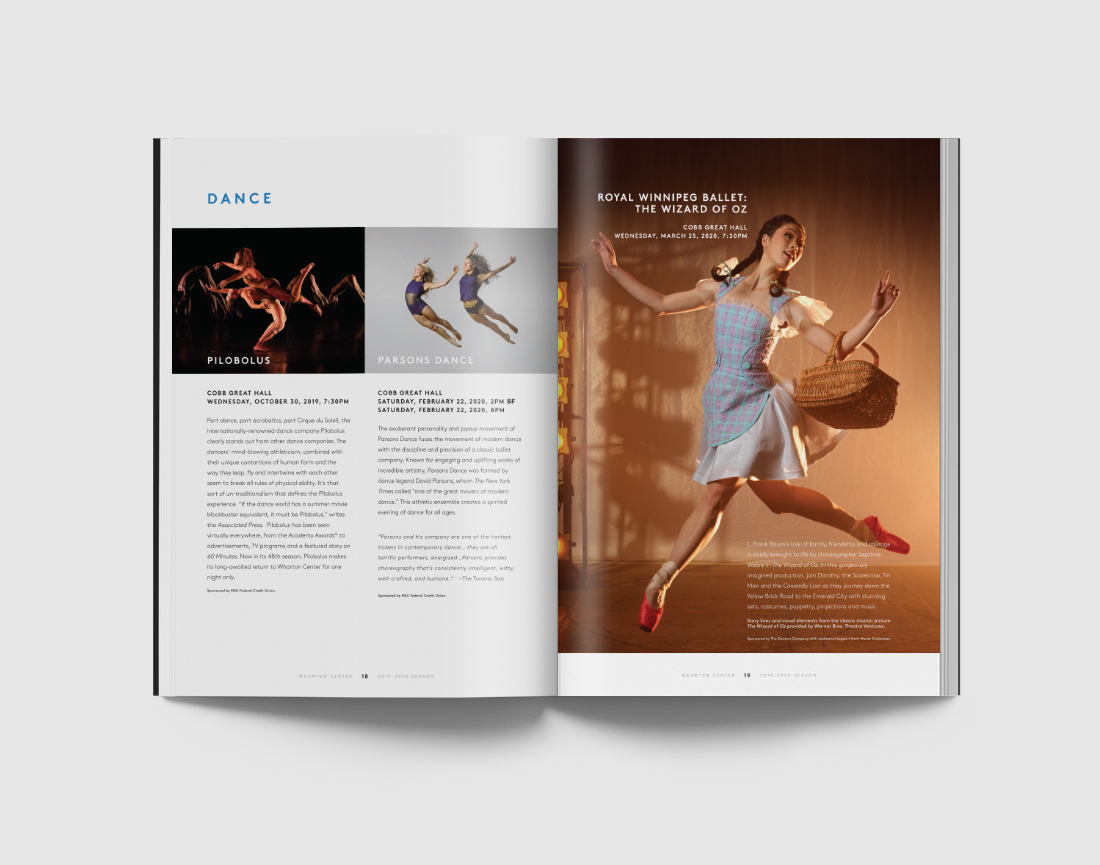 DANCE
PILOBOLUS
COBB GREAT HALL
WEDNESDAY, OCTOBER 30, 2019, 7:30PM
Part dance, part acrobatics, part Cirque du Soleil, the
internationally-renowned dance company Pilobolus
clearly stands out from other dance companies. The
dancers' mind-blowing athleticism, combined with
their unique contortions of human form and the
way they leap, fly and intertwine with each other
seem to break all rules of physical ability. It's that
sort of un-traditionalism that defines the Pilobolus
experience. "If the dance world has a summer movie
blockbuster equivalent, it must be Pilobolus," writes
the Associated Press. Pilobolus has been seen
virtually everywhere, from the Academy Awards® to
advertisements, TV programs and a featured story on
60 Minutes. Now in its 48th season, Pilobolus makes
its long-awaited return to Wharton Center for one
night only.
Sponsored by MSU Federal Credit Union.
PARSONS DANCE
COBB GREAT HALL
SATURDAY, FEBRUARY 22, 2020, 2PM SF
SATURDAY, FEBRUARY 22, 2020, 8PM
The exuberant personality and joyous movement of
Parsons Dance fuses the movement of modern dance
with the discipline and precision of a classic ballet
company. Known for engaging and uplifting works of
incredible artistry, Parsons Dance was formed by
dance legend David Parsons, whom The New York
Times called "one of the great movers of modern
dance." This athletic ensemble creates a spirited
evening of dance for all ages.
"Parsons and his company are one of the hottest
tickets in contemporary dance... they are all
terrific performers, energized...Parsons provides
choreography that's consistently intelligent, witty,
well-crafted, and humane." –The Toronto Star
Sponsored by MSU Federal Credit Union.
WHARTON CENTER 18 2019-2020 SEASON
ROYAL WINNIPEG BALLET:
THE WIZARD OF OZ
COBB GREAT HALL
WEDNESDAY, MARCH 25, 2020, 7:30PM
L. Frank Baum's tale of family, friendship and courage
is vividly brought to life by choreographer Septime
Webre in The Wizard of Oz. In this gorgeously
imagined production, join Dorothy, the Scarecrow, Tin
Man and the Cowardly Lion as they journey down the
Yellow Brick Road to the Emerald City with stunning
sets, costumes, puppetry, projections and music.
Story lines and visual elements from the classic motion picture
The Wizard of Oz provided by Warner Bros. Theatre Ventures.
Sponsored by The Company with additional support from
WHARTON CENTER 19 2019-2020 SEASON